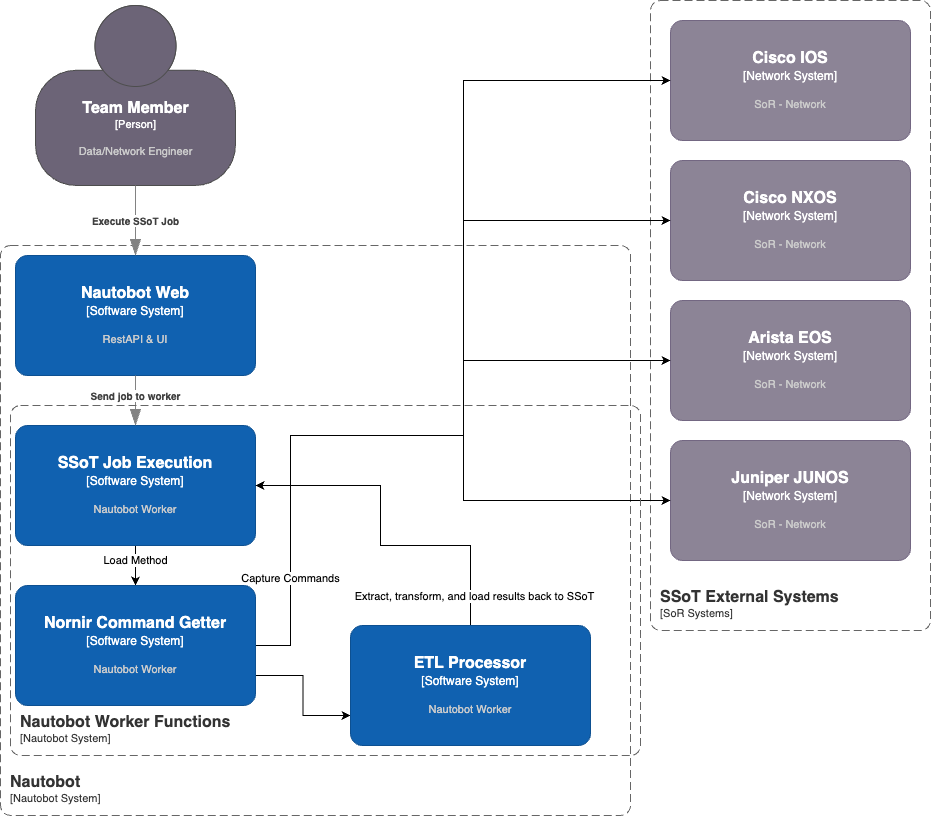 Team Member
[Person]
Data/Network Engineer
Execute SSoT Job
Nautobot Web
[Software System]
RestAPI & UI
Send job to worker
SSoT Job Execution
[Software System]
Nautobot Worker
Load Method
Nornir Command Getter
[Software System]
Nautobot Worker
Capture Commands
Extract, transform, and load results back to SSoT
ETL Processor
[Software System]
Nautobot Worker
Nautobot Worker Functions
[Nautobot System]
Nautobot
[Nautobot System]
Cisco IOS
[Network System]
SoR - Network
Cisco NXOS
[Network System]
SoR - Network
Arista EOS
[Network System]
SoR - Network
Juniper JUNOS
[Network System]
SoR - Network
SSoT External Systems
[SoR Systems]